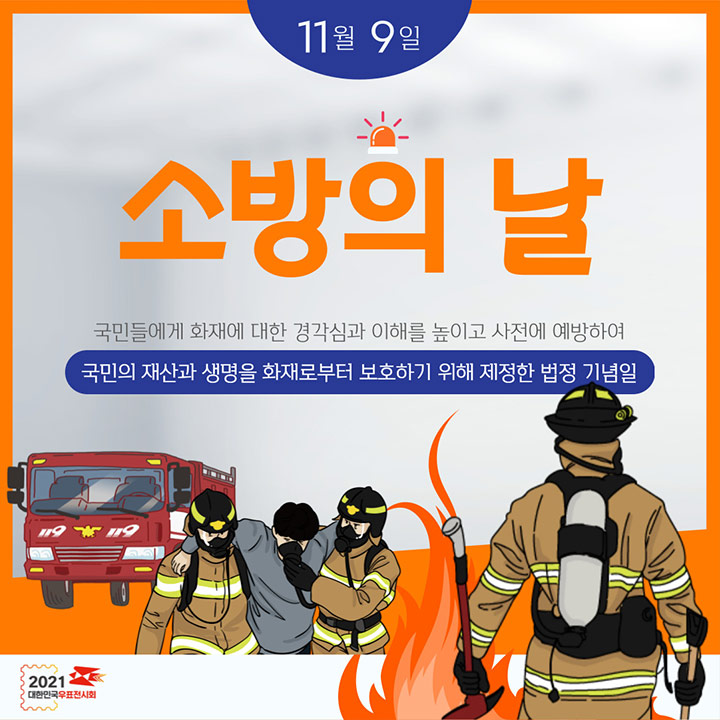 11월 9일
소방의 날
국민들에게 화재에 대한 경각심과 이해를 높이고 사전에 예방하여
국민의 재산과 생명을 화재로부터 보호하기 위해 제정한 법정 기념일
119 119
2021
대한민국우표전시회